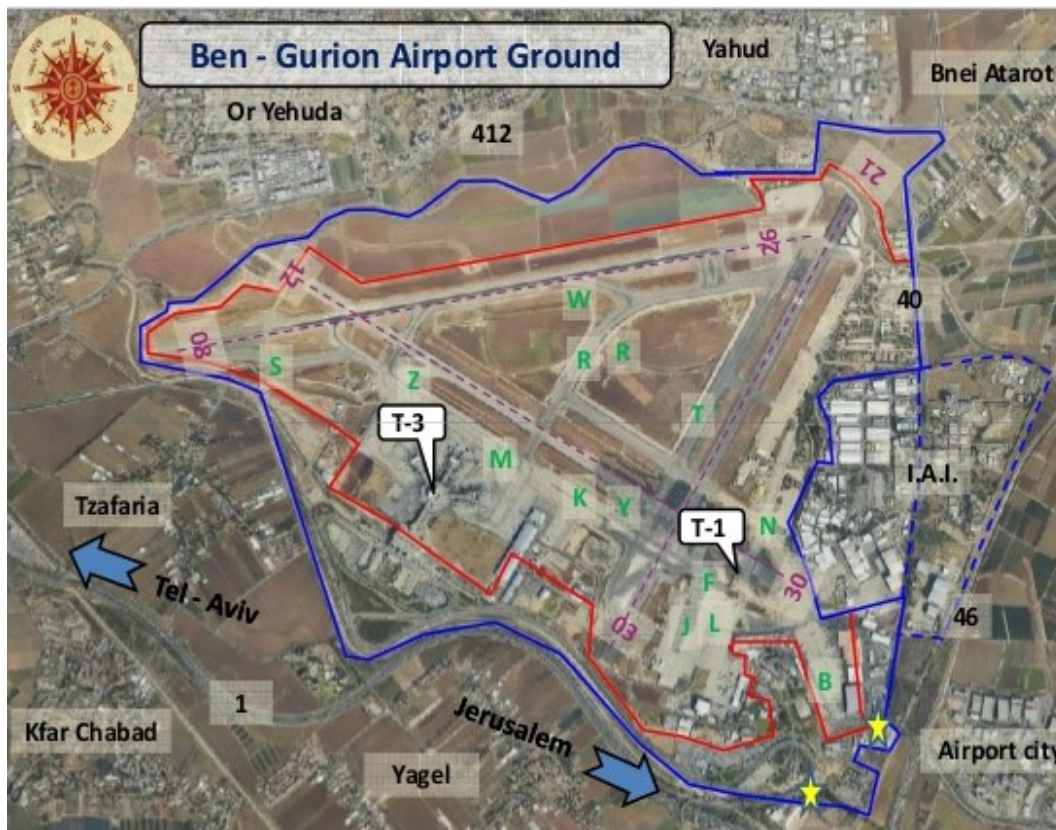 Ben - Gurion Airport Ground
Yahud
Bnei Atarot
Or Yehuda
412
21
26
12
40
08
W
S
R
R
Z
T
T-3
M
I.A.I.
K
Y
Tzafaria
T-1
N
Tel - Aviv
F
30
03
J
L
46
B
1
Kfar Chabad
Jerusalem
Airport city
Yagel